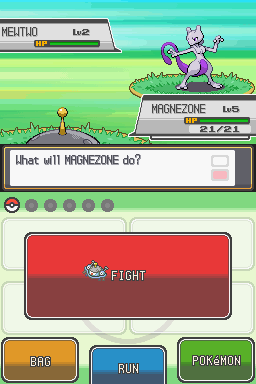 MEWTWO Lv2
HP
MAGNEZONE Lv5
HP
21/21
What will MAGNEZONE do?
FIGHT
BAG
RUN
POKéMON